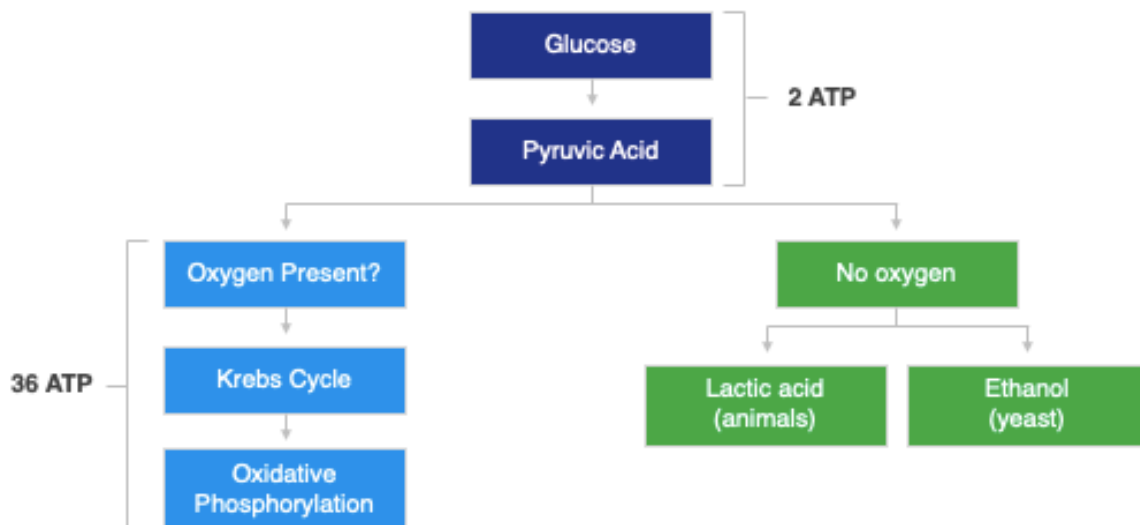 Glucose
2 ATP
Pyruvic Acid
Oxygen Present?
No oxygen
36 ATP
Krebs Cycle
Lactic acid
(animals)
Ethanol
(yeast)
Oxidative
Phosphorylation